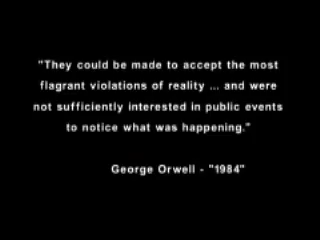 "They could be made to accept the most
flagrant violations of reality ... and were
not sufficiently interested in public events
to notice what was happening."
George Orwell - "1984"